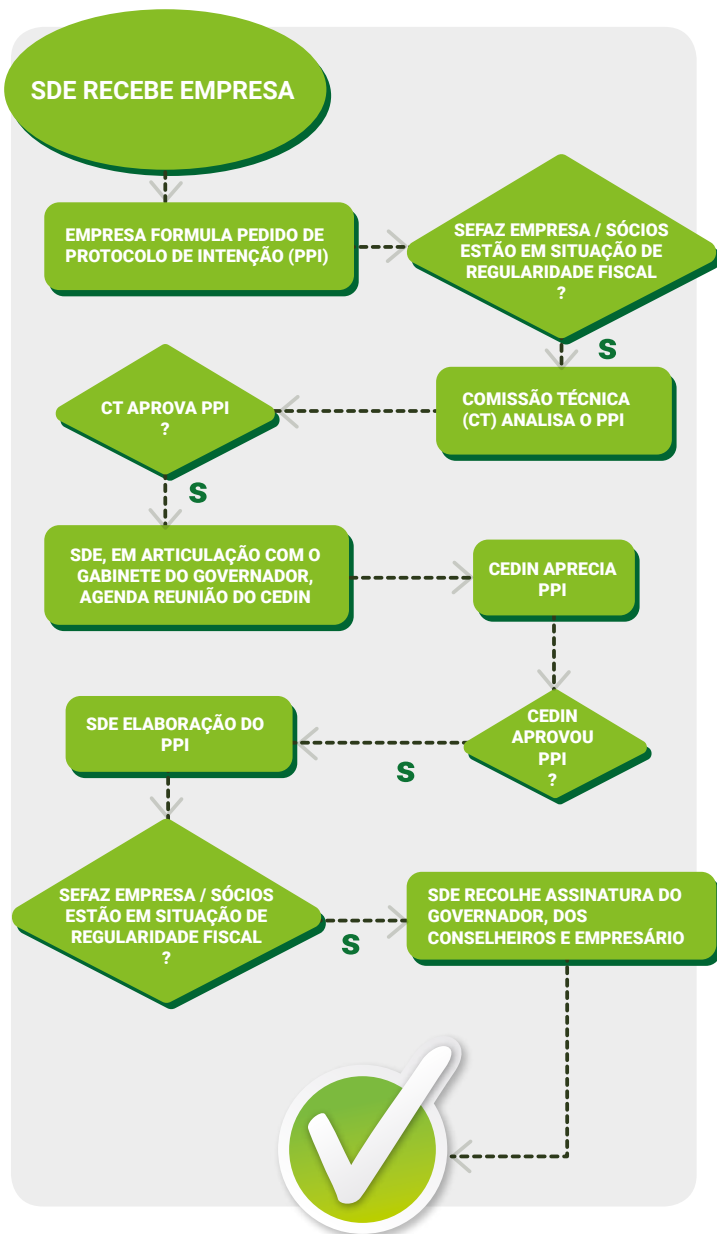 SDE RECEBE EMPRESA
EMPRESA FORMULA PEDIDO DE
PROTOCOLO DE INTENÇÃO (PPI)
SEFAZ EMPRESA / SÓCIOS
ESTÃO EM SITUAÇÃO DE
REGULARIDADE FISCAL
?
S
COMISSÃO TÉCNICA
(CT) ANALISA O PPI
CT APROVA PPI
?
S
SDE, EM ARTICULAÇÃO COM O
GABINETE DO GOVERNADOR,
AGENDA REUNIÃO DO CEDIN
CEDIN APRECIA
PPI
CEDIN
APROVOU
PPI
?
S
SDE ELABORAÇÃO DO
PPI
SEFAZ EMPRESA / SÓCIOS
ESTÃO EM SITUAÇÃO DE
REGULARIDADE FISCAL
?
S
SDE RECOLHE ASSINATURA DO
GOVERNADOR, DOS
CONSELHEIROS E EMPRESÁRIO